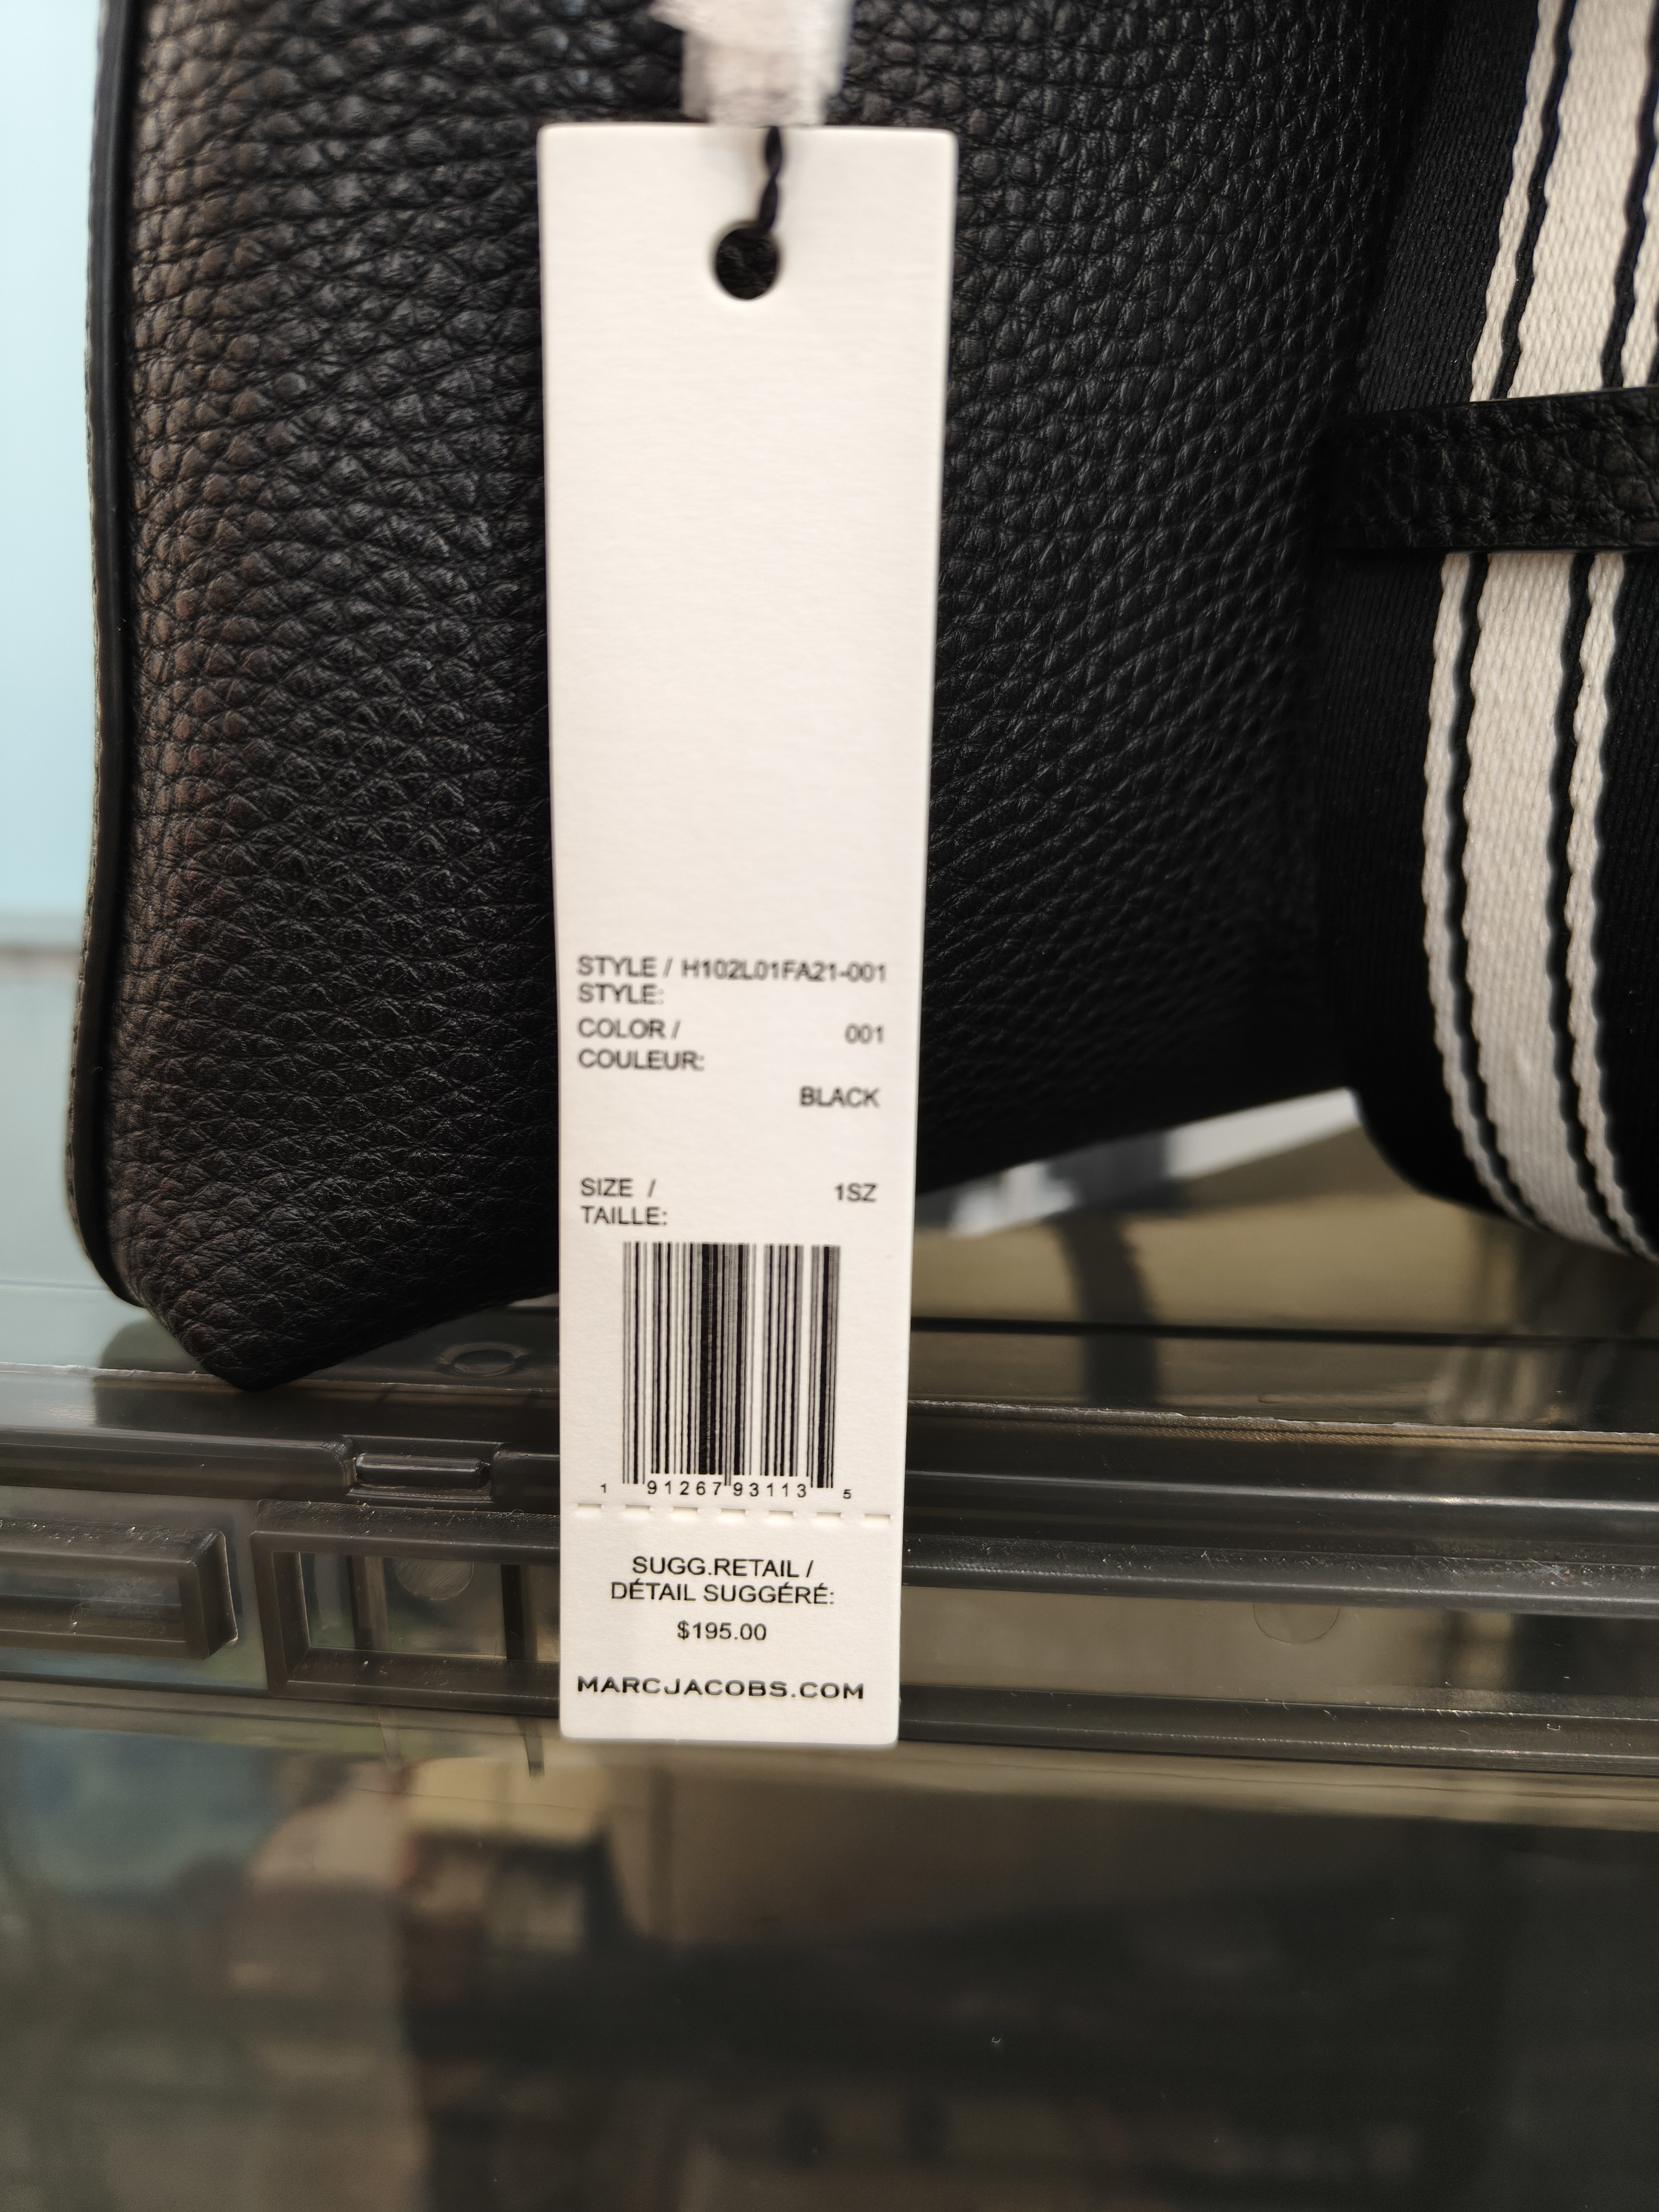 STYLE / H102L01FA21-001
STYLE:
COLOR / 001
COULEUR:
BLACK
SIZE / 1SZ
TAILLE:
1 91267 93113 5
SUGG.RETAIL /
DÉTAIL SUGGÉRÉ:
$195.00
MARCJACOBS.COM